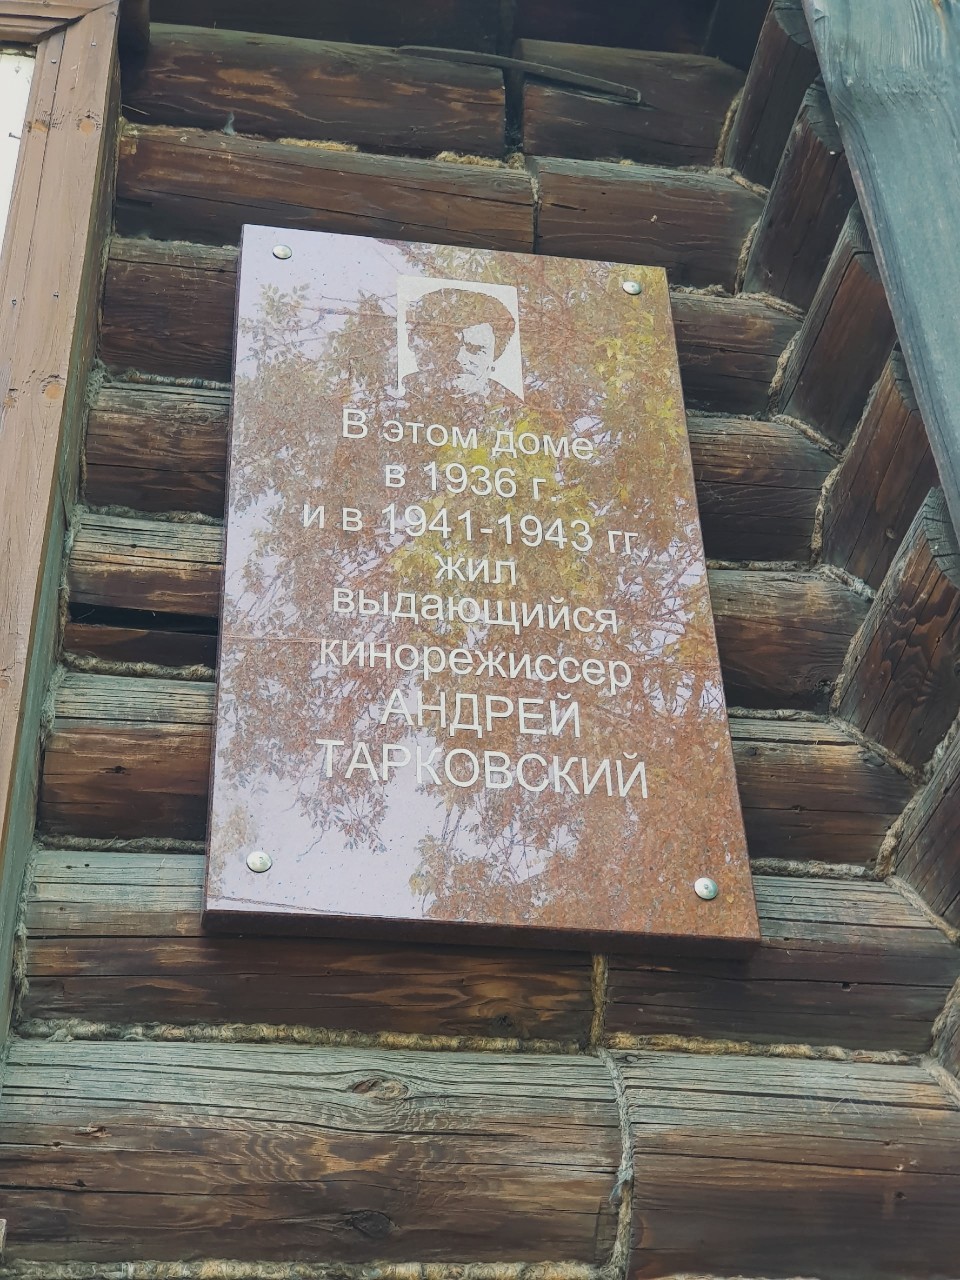 В этом доме
в 1936 г.
и в 1941-1943 гг
жил
выдающийся
кинорежиссер
АНДРЕЙ
ТАРКОВСКИЙ